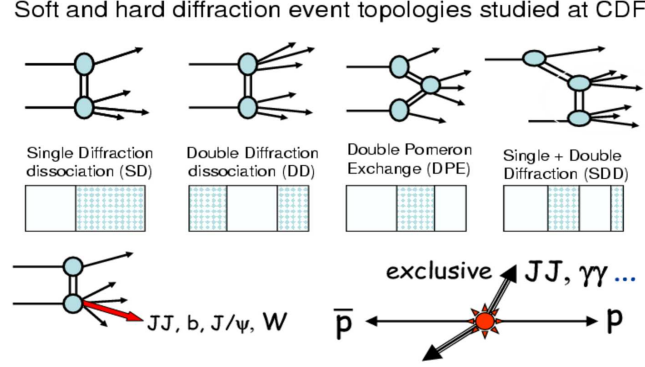 Soft and hard diffraction event topologies studied at CDF
Single Diffraction
dissociation (SD)
Double Diffraction
dissociation (DD)
Double Pomeron
Exchange (DPE)
Single + Double
Diffraction (SDD)
JJ, b, J/ψ, W
exclusive JJ, γγ ...
p̅ p